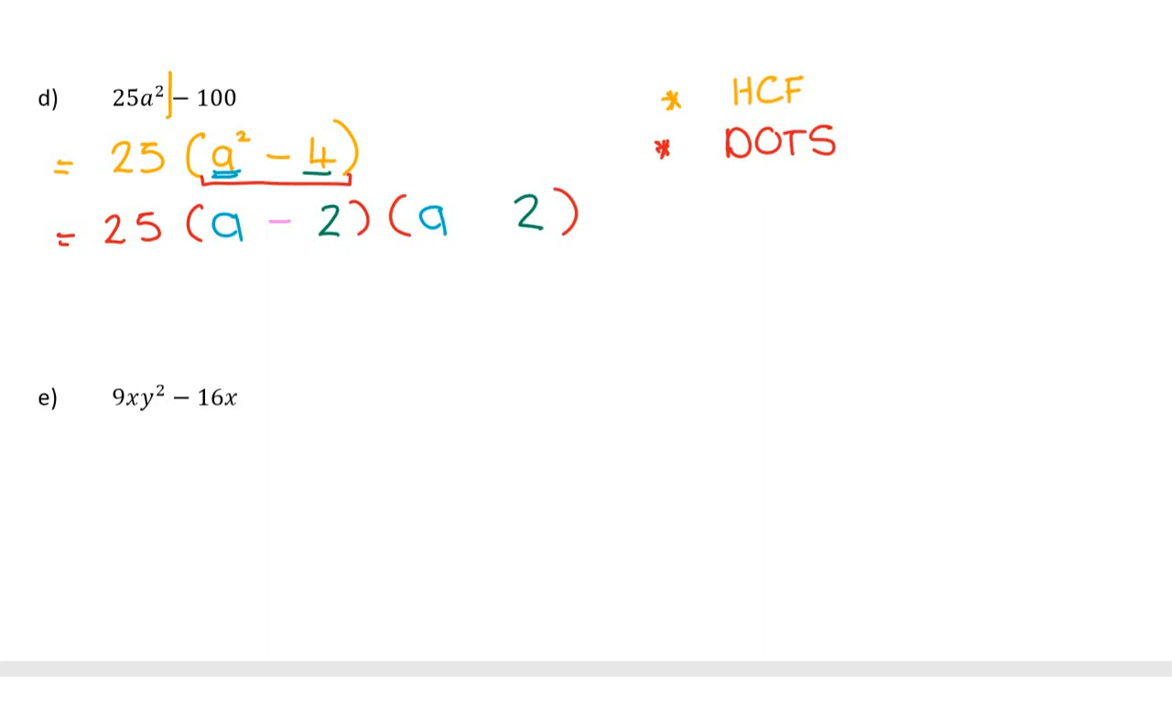 d) 25a² − 100
* HCF
= 25 (a² − 4)
* DOTS
= 25 (a − 2) (a 2)
e) 9xy² − 16x